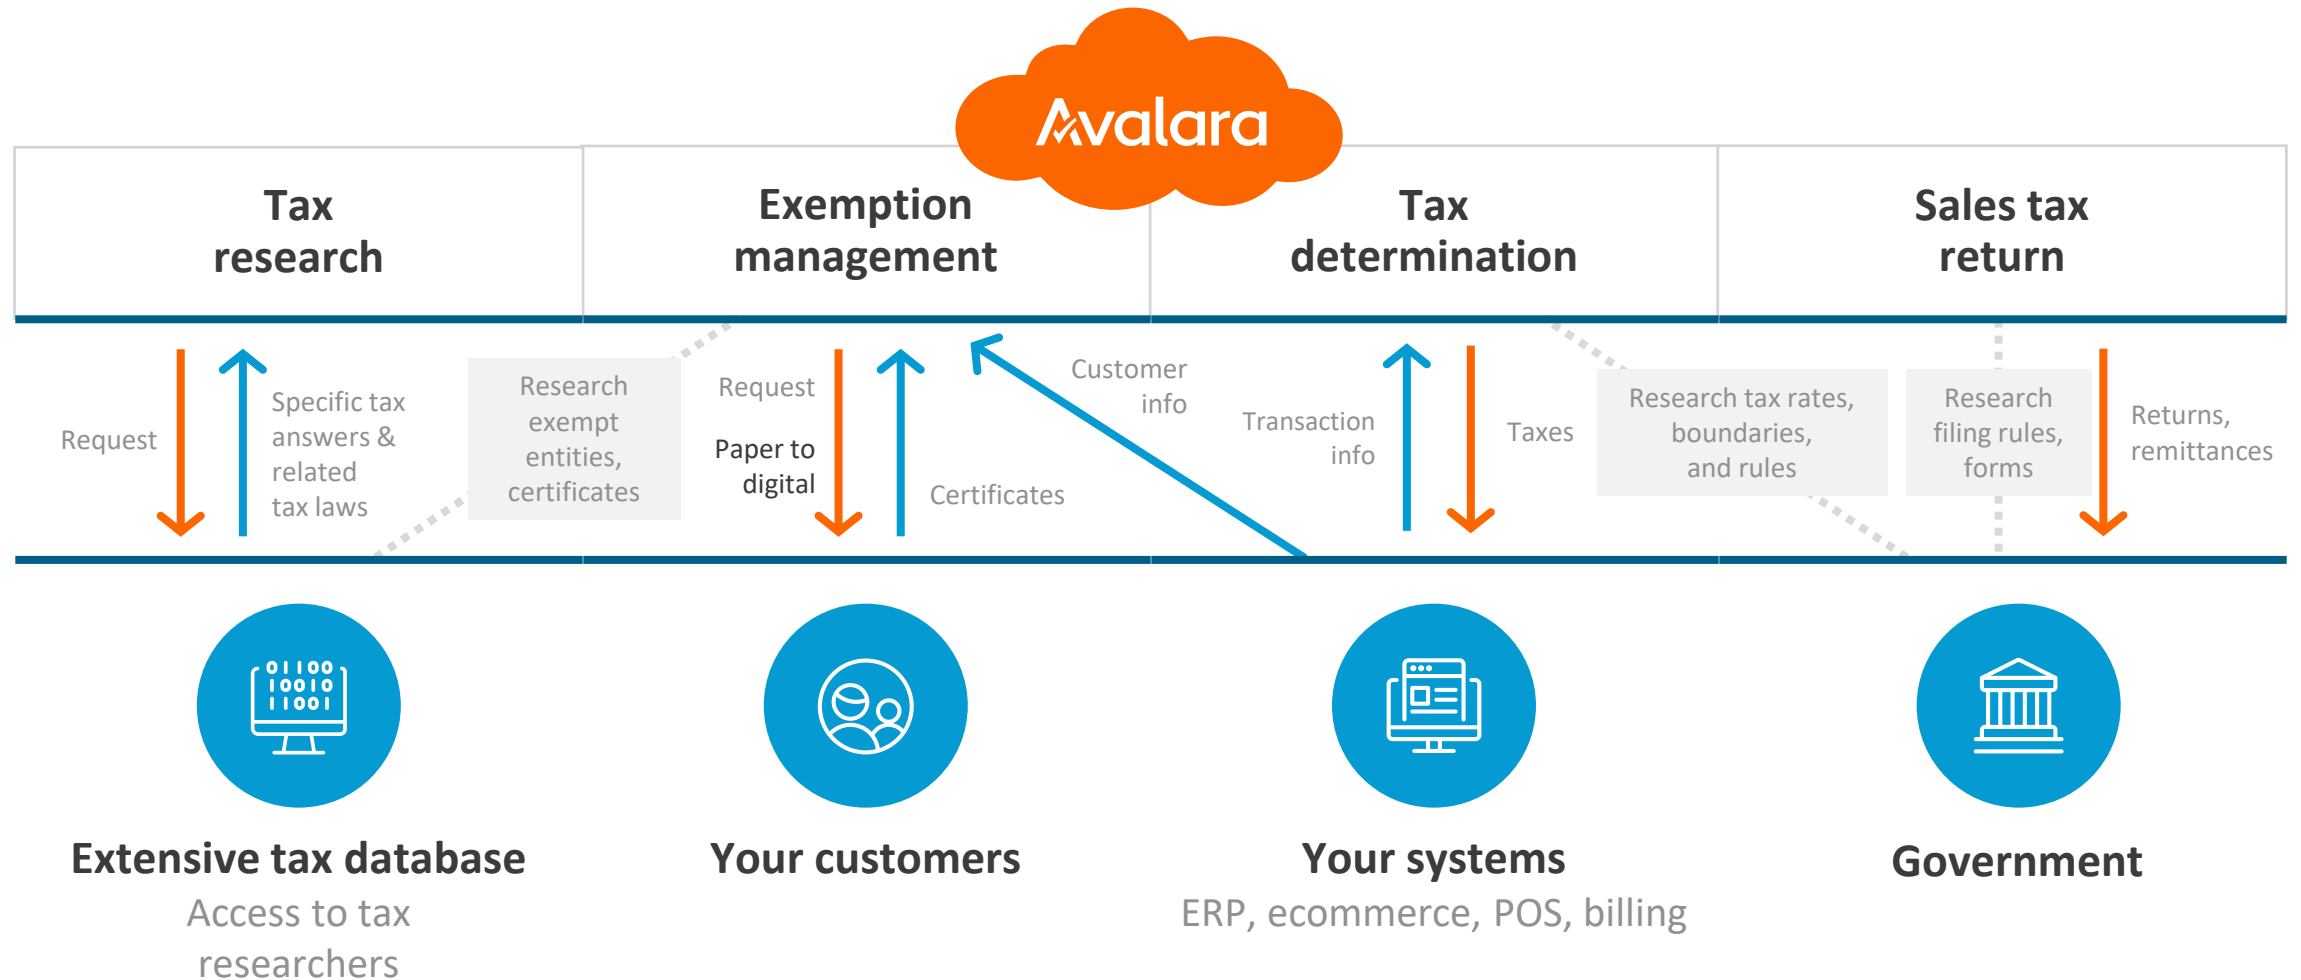 Avalara
Tax
research
Exemption
management
Tax
determination
Sales tax
return
Request
Specific tax
answers &
related
tax laws
Research
exempt
entities,
certificates
Request
Paper to
digital
Certificates
Customer
info
Transaction
info
Taxes
Research tax rates,
boundaries,
and rules
Research
filing rules,
forms
Returns,
remittances
01100
10010
11001
Extensive tax database
Access to tax
researchers
Your customers
Your systems
ERP, ecommerce, POS, billing
Government